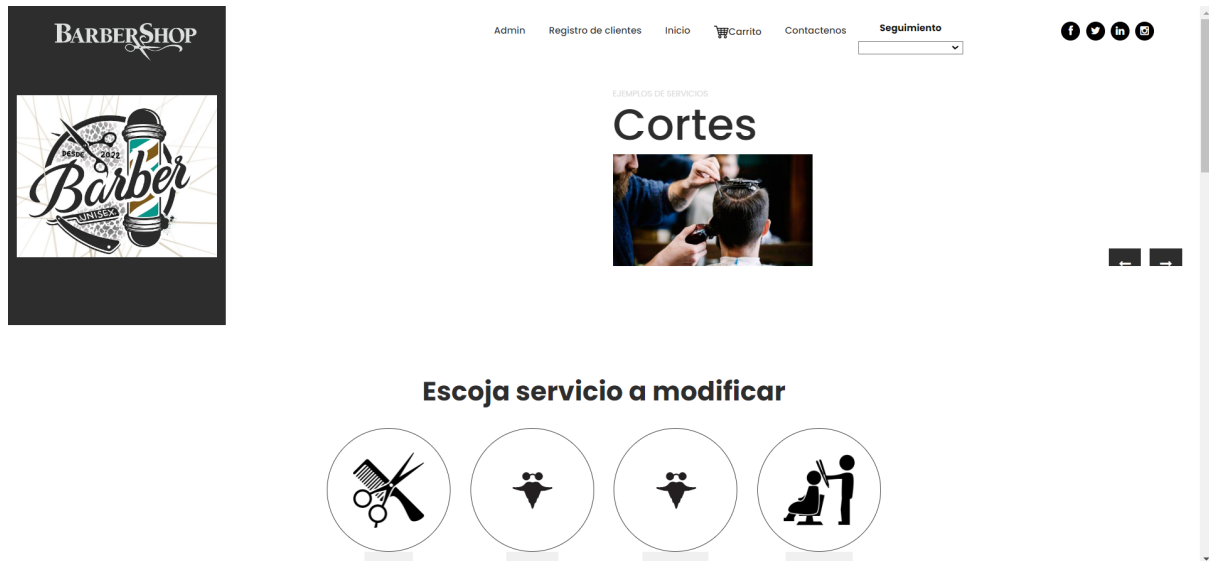 BARBERSHOP
Admin
Registro de clientes
Inicio
Carrito
Contactenos
Seguimiento
DESDE 2022
Barber
UNISEX
EJEMPLOS DE SERVICIOS
Cortes
Escoja servicio a modificar